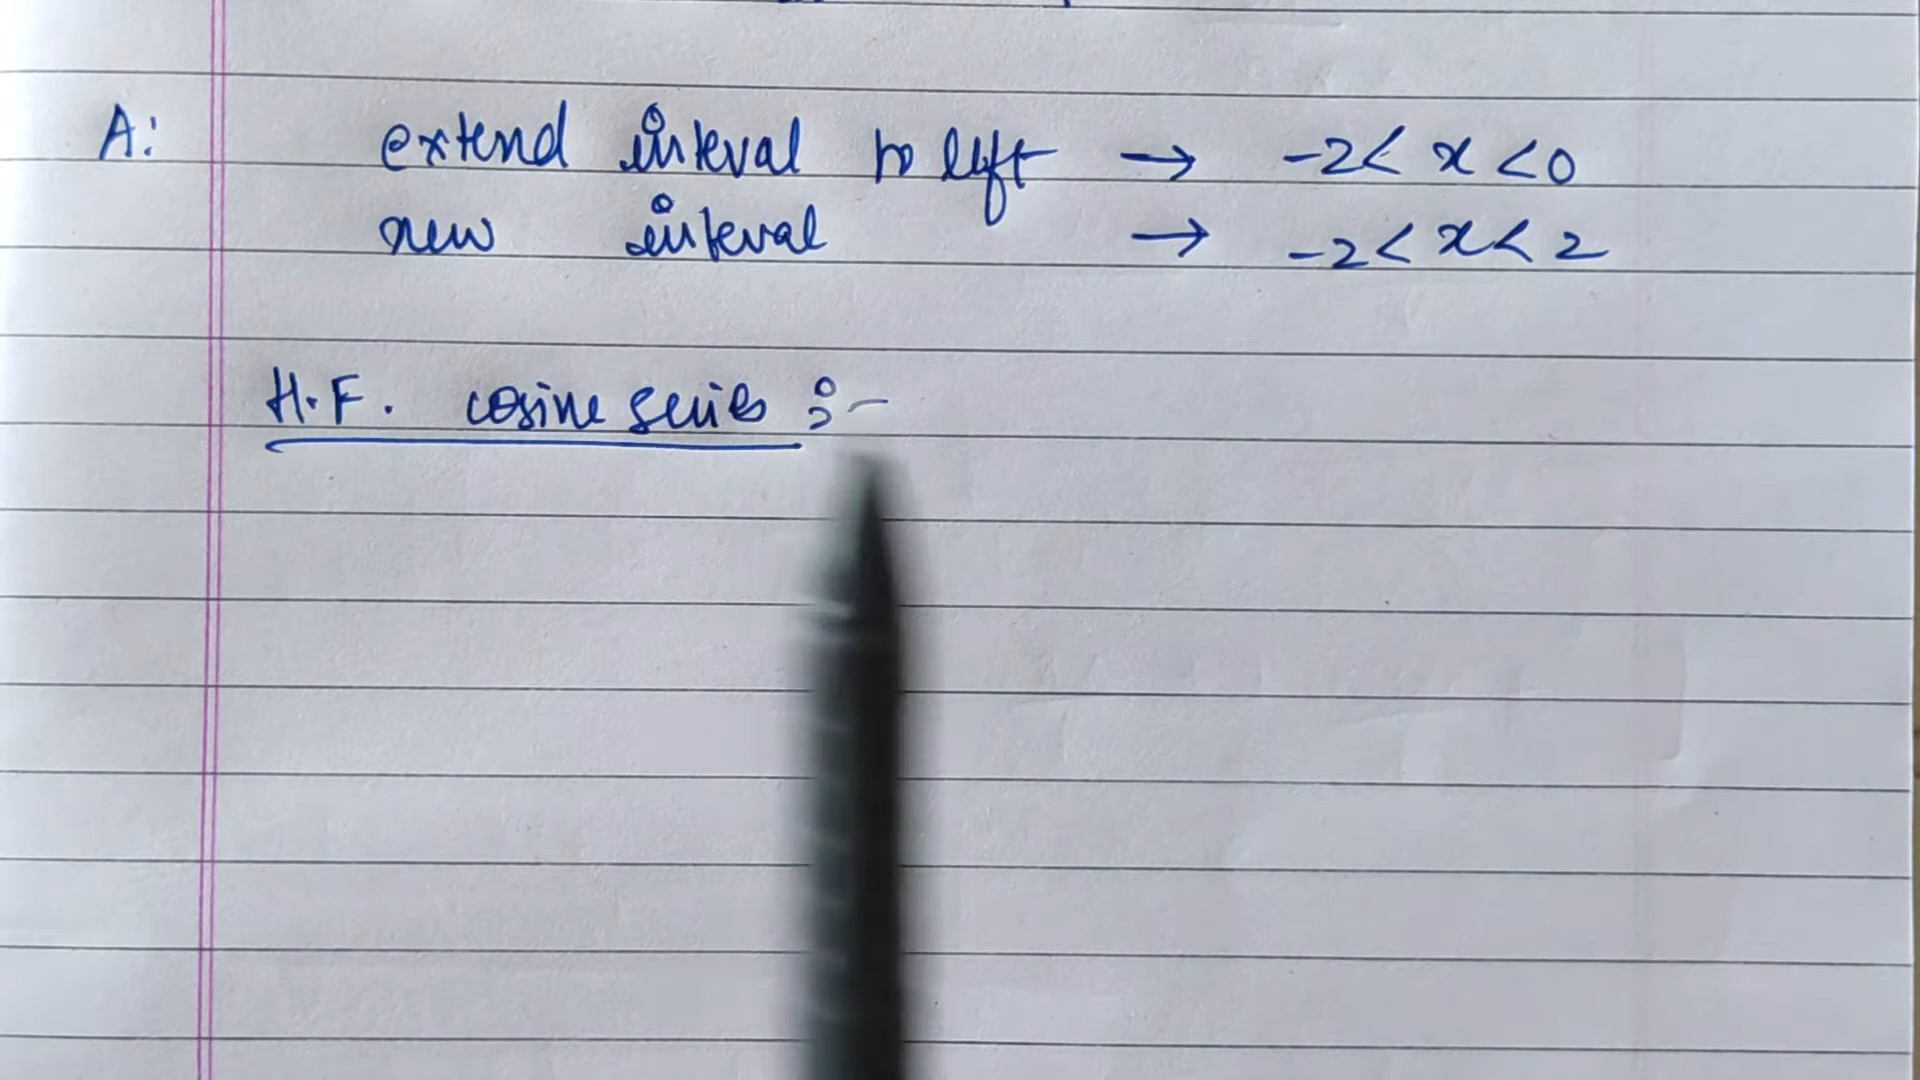 A: extend interval to left → -2< x <0
new interval → -2< x < 2
H.F. cosine series :-